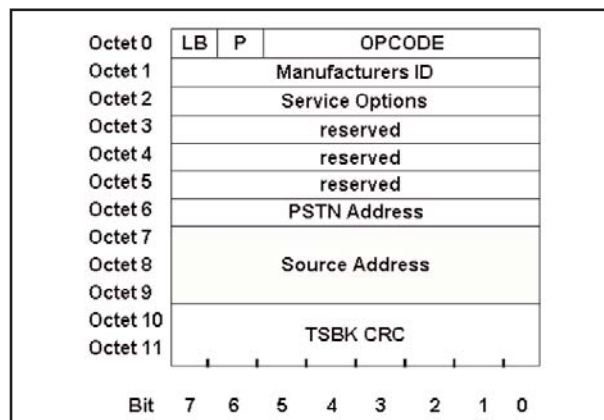 Octet 0 LB P OPCODE
Octet 1 Manufacturers ID
Octet 2 Service Options
Octet 3 reserved
Octet 4 reserved
Octet 5 reserved
Octet 6 PSTN Address
Octet 7
Octet 8 Source Address
Octet 9
Octet 10
TSBK CRC
Octet 11
Bit 7 6 5 4 3 2 1 0